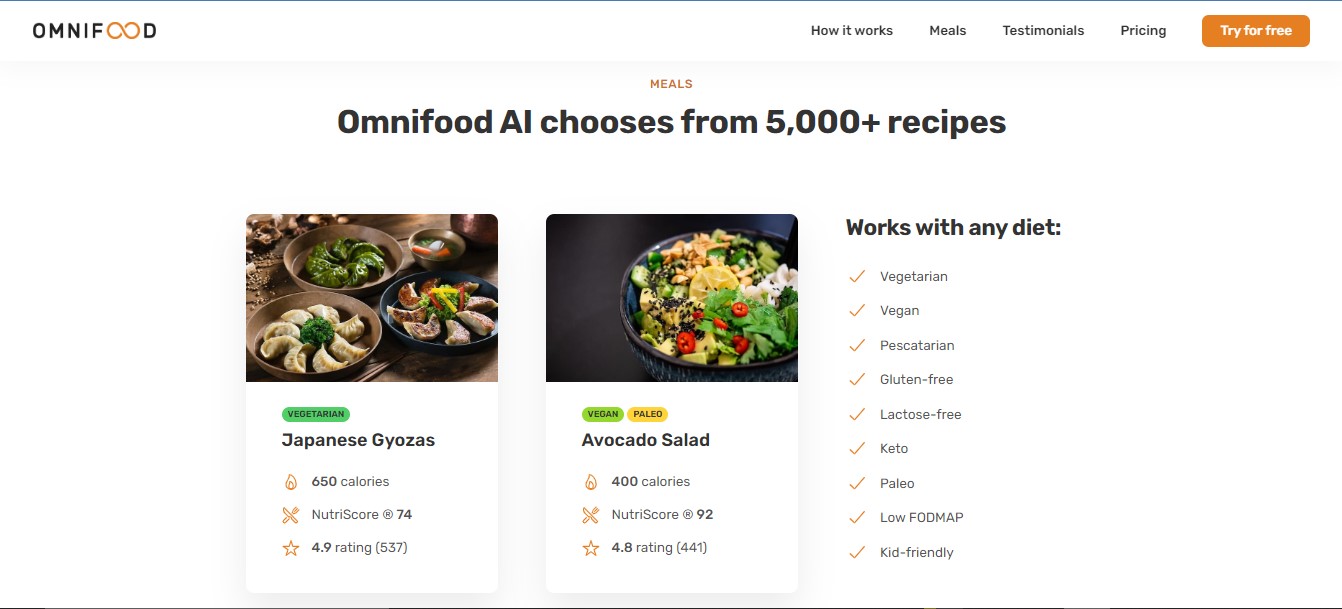 OMNIFOOD
How it works
Meals
Testimonials
Pricing
Try for free
MEALS
Omnifood AI chooses from 5,000+ recipes
VEGETARIAN
Japanese Gyozas
650 calories
NutriScore ® 74
4.9 rating (537)
VEGAN
PALEO
Avocado Salad
400 calories
NutriScore ® 92
4.8 rating (441)
Works with any diet:
Vegetarian
Vegan
Pescatarian
Gluten-free
Lactose-free
Keto
Paleo
Low FODMAP
Kid-friendly